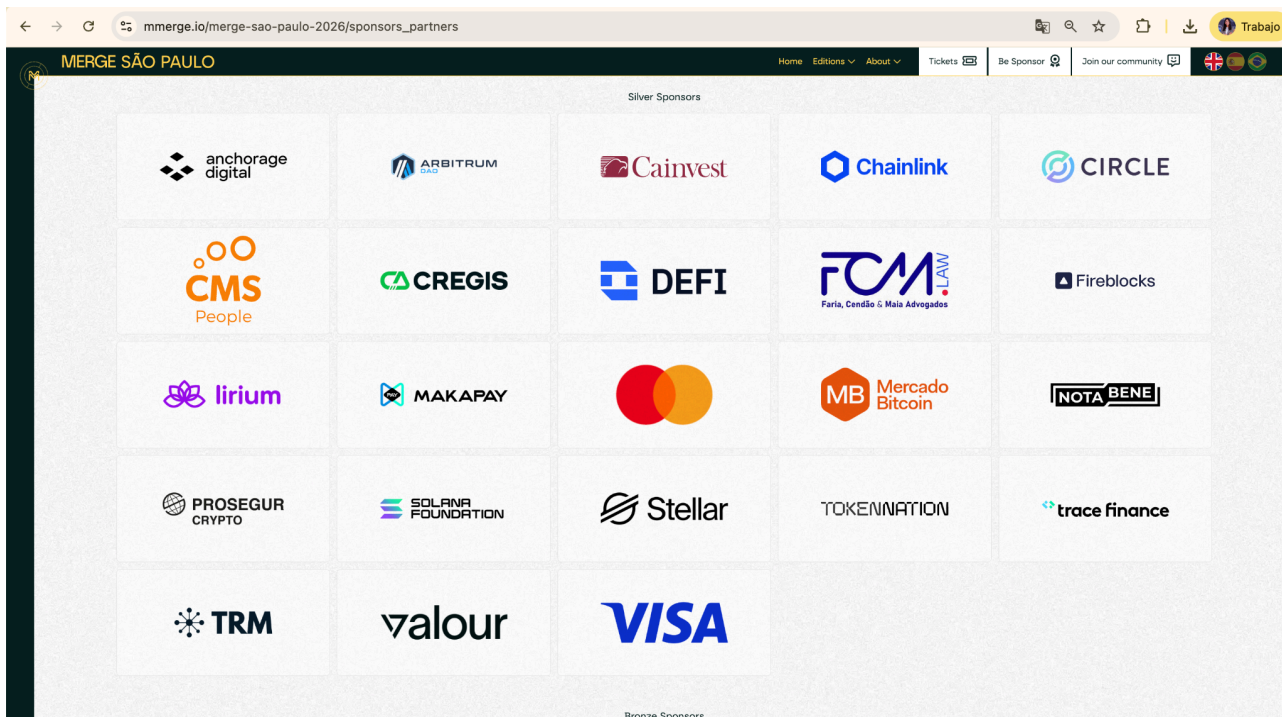 mmerge.io/merge-sao-paulo-2026/sponsors_partners
Trabajo
MERGE SÃO PAULO
Home
Editions
About
Tickets
Be Sponsor
Join our community
M
Silver Sponsors
anchorage
digital
ARBITRUM
DAO
Cainvest
Chainlink
CIRCLE
CMS
People
CREGIS
DEFI
FCM.LAW
Faria, Cendão & Maia Advogados
Fireblocks
lirium
PAY
MAKAPAY
MB
Mercado
Bitcoin
NOTA BENE
PROSEGUR
CRYPTO
SOLANA
FOUNDATION
Stellar
TOKENNATION
trace finance
TRM
valour
VISA
Bronze Sponsors